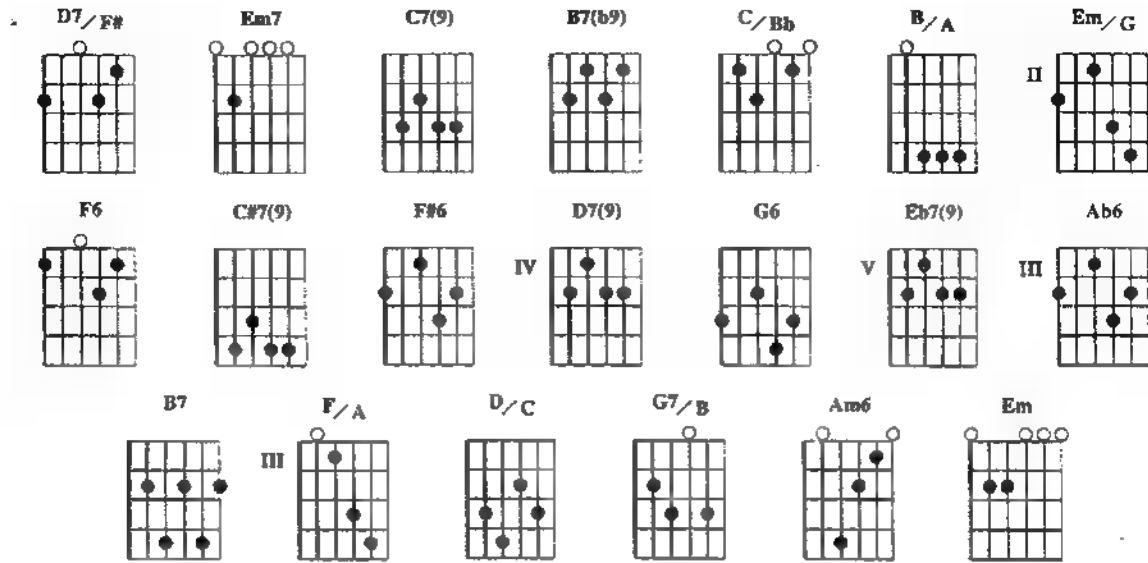 D7/F# Em7 C7(9) B7(b9) C/Bb B/A Em/G
II
F6 C#7(9) F#6 D7(9) G6 Eb7(9) Ab6
IV V III
B7 F/A D/C G7/B Am6 Em
III